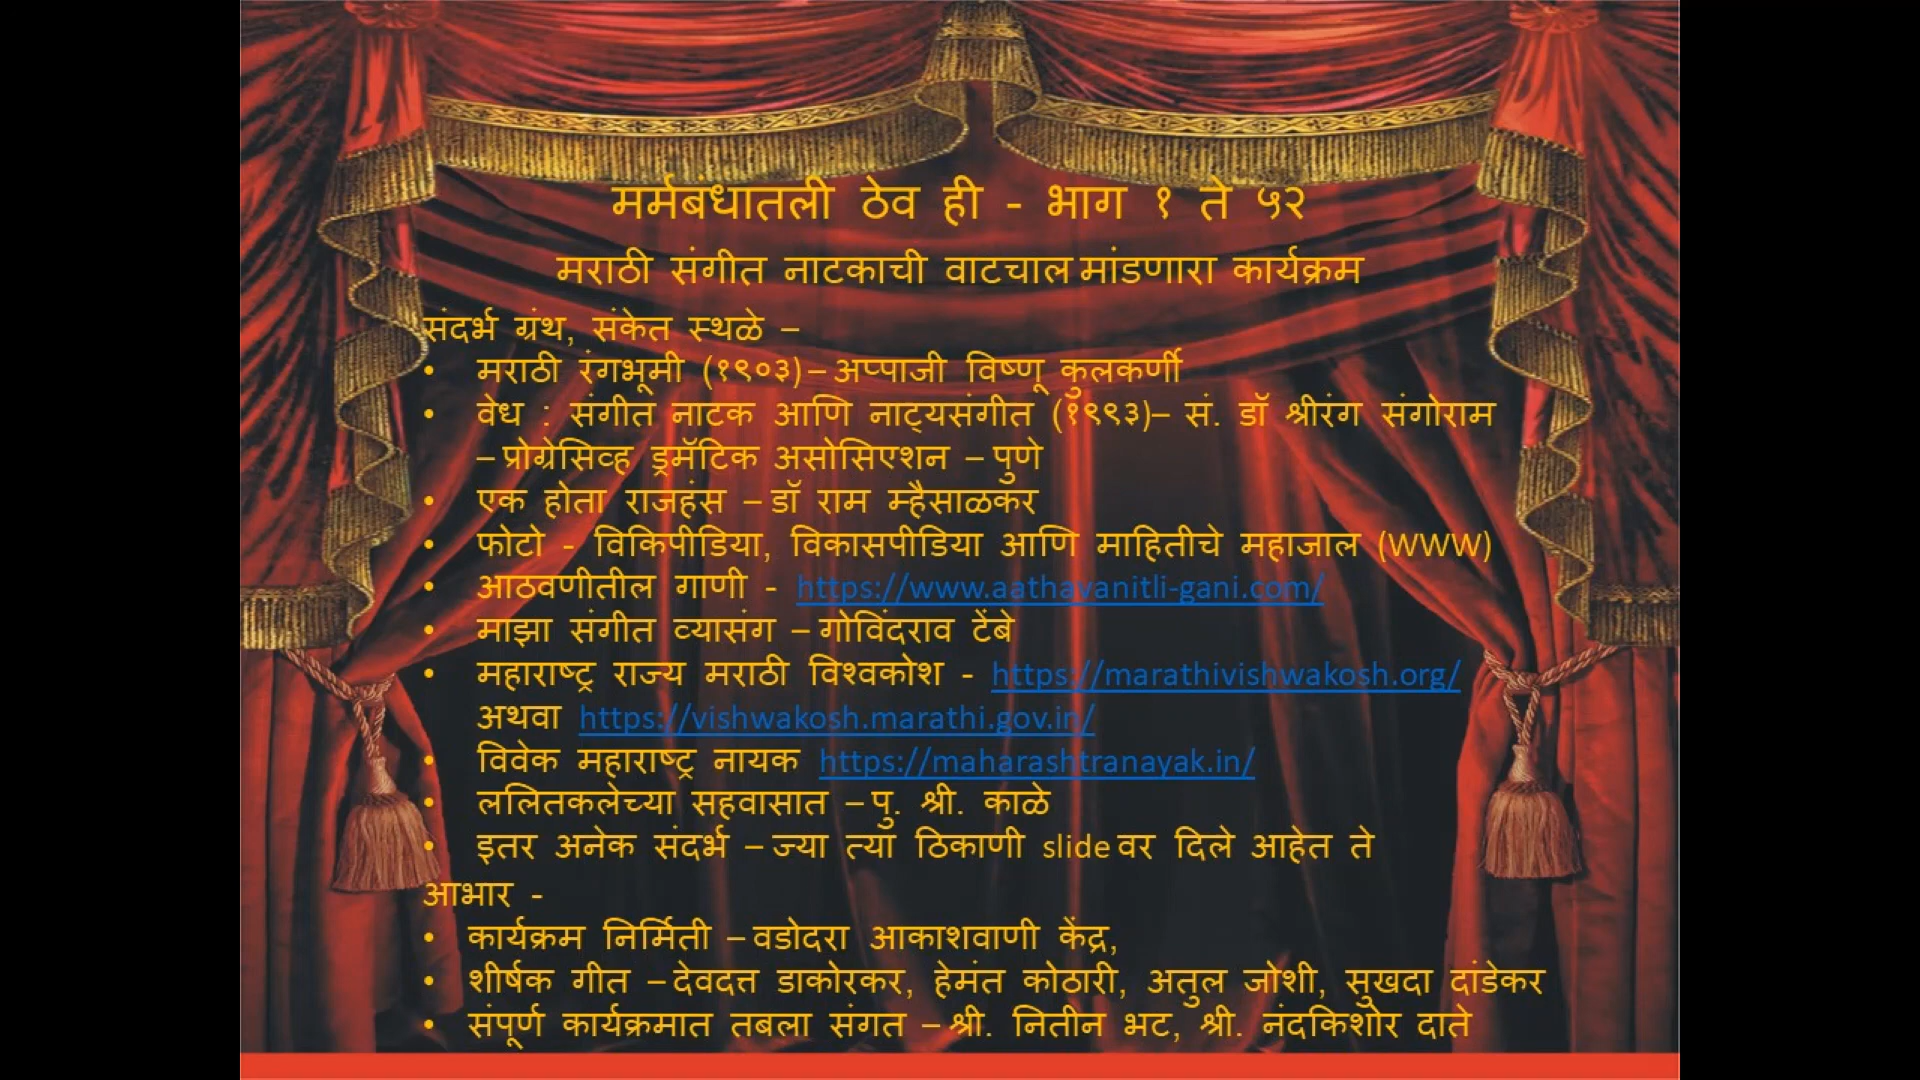 मर्मबंधातली ठेव ही - भाग १ ते ५२
मराठी संगीत नाटकाची वाटचाल मांडणारा कार्यक्रम
संदर्भ ग्रंथ, संकेत स्थळे –
• मराठी रंगभूमी (१९०३) – अप्पाजी विष्णू कुलकर्णी
• वेध : संगीत नाटक आणि नाट्यसंगीत (१९९३)– सं. डॉ श्रीरंग संगोराम
– प्रोग्रेसिव्ह ड्रमॅटिक असोसिएशन – पुणे
• एक होता राजहंस – डॉ राम म्हैसाळकर
• फोटो - विकिपीडिया, विकासपीडिया आणि माहितीचे महाजाल (WWW)
• आठवणीतील गाणी - https://www.aathavanitli-gani.com/
• माझा संगीत व्यासंग – गोविंदराव टेंबे
• महाराष्ट्र राज्य मराठी विश्वकोश - https://marathivishwakosh.org/
अथवा https://vishwakosh.marathi.gov.in/
• विवेक महाराष्ट्र नायक https://maharashtranayak.in/
• ललितकलेच्या सहवासात – पु. श्री. काळे
• इतर अनेक संदर्भ – ज्या त्या ठिकाणी slide वर दिले आहेत ते
आभार -
• कार्यक्रम निर्मिती – वडोदरा आकाशवाणी केंद्र,
• शीर्षक गीत – देवदत्त डाकोरकर, हेमंत कोठारी, अतुल जोशी, सुखदा दांडेकर
• संपूर्ण कार्यक्रमात तबला संगत – श्री. नितीन भट, श्री. नंदकिशोर दाते